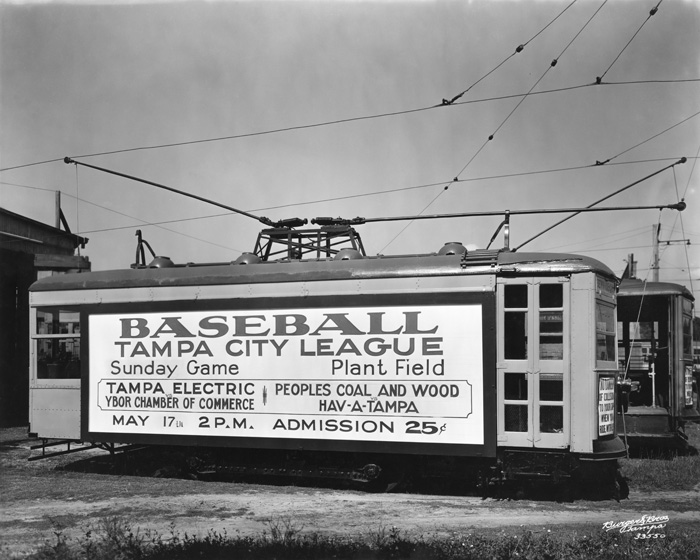 BASEBALL
TAMPA CITY LEAGUE
Sunday Game Plant Field
TAMPA ELECTRIC PEOPLES COAL AND WOOD
YBOR CHAMBER OF COMMERCE HAV-A-TAMPA
MAY 17th 2 P.M. ADMISSION 25¢
Burgert Bros
Tampa
33550